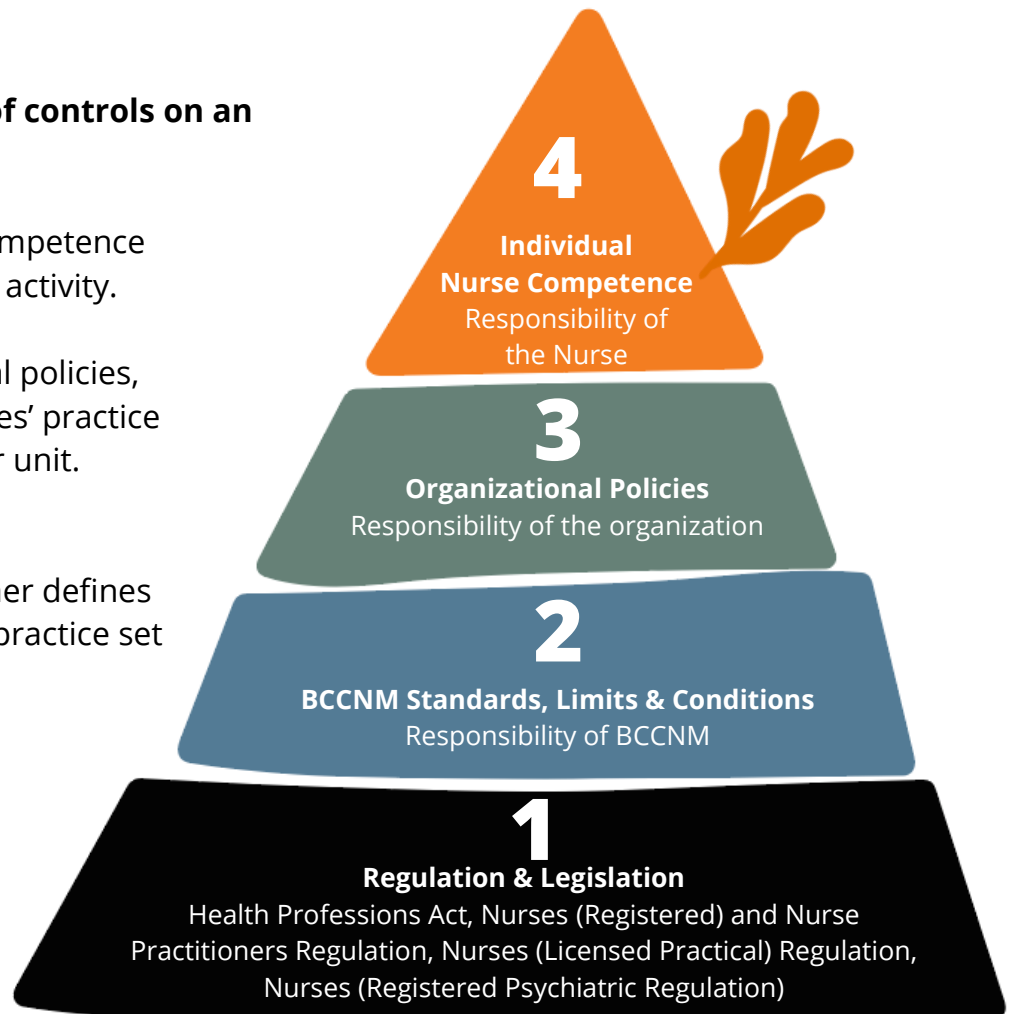 of controls on an
mpetence
activity.
l policies,
es’ practice
r unit.
ner defines
practice set
4
Individual
Nurse Competence
Responsibility of
the Nurse
3
Organizational Policies
Responsibility of the organization
2
BCCNM Standards, Limits & Conditions
Responsibility of BCCNM
1
Regulation & Legislation
Health Professions Act, Nurses (Registered) and Nurse
Practitioners Regulation, Nurses (Licensed Practical) Regulation,
Nurses (Registered Psychiatric Regulation)